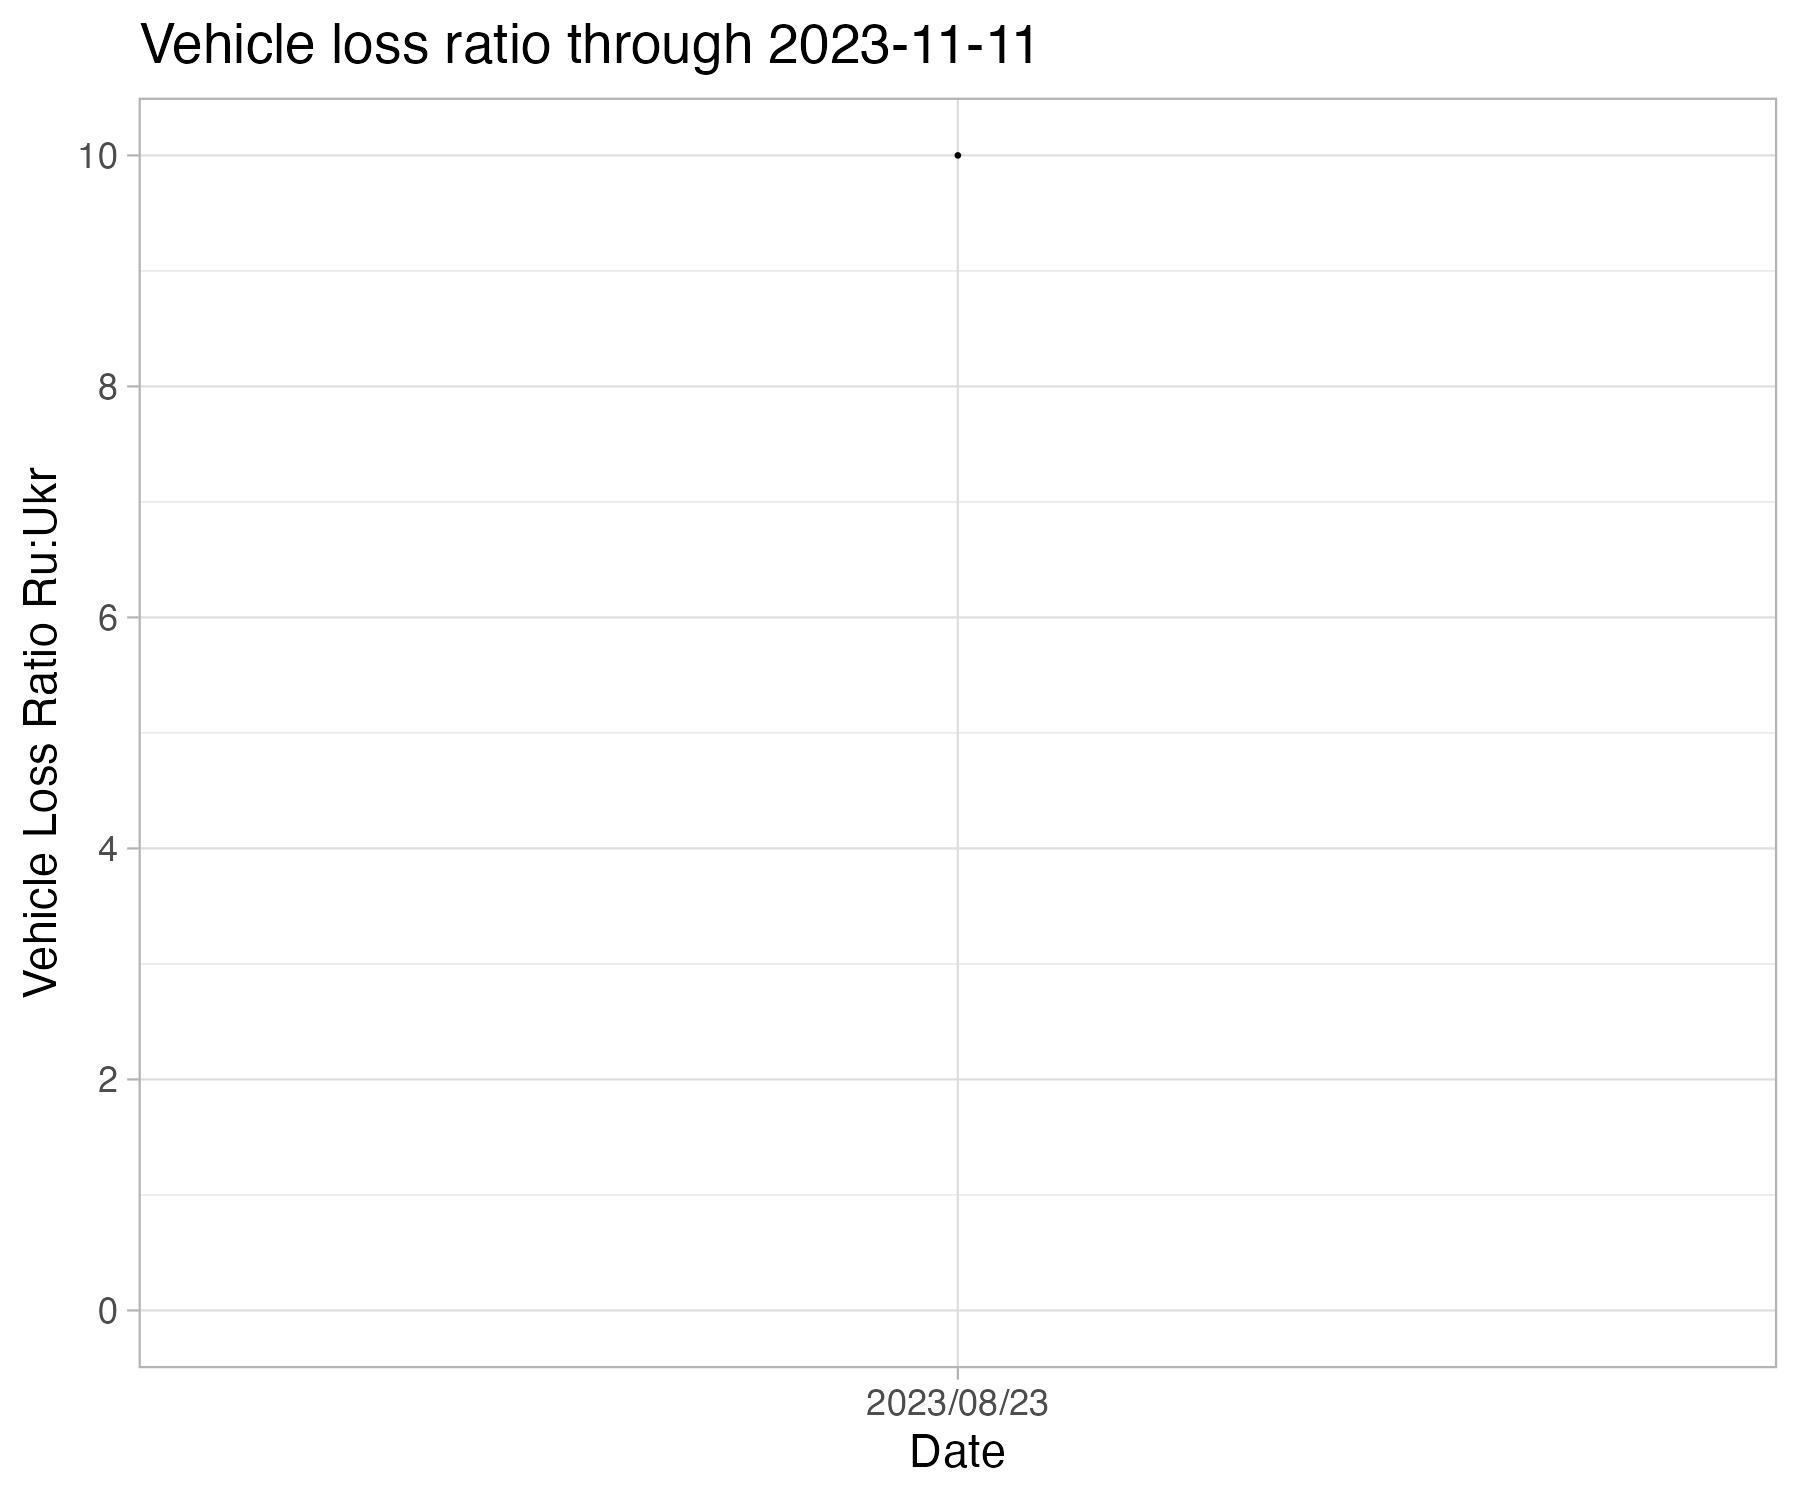 Vehicle loss ratio through 2023-11-11
Vehicle Loss Ratio Ru:Ukr
10
8
6
4
2
0
2023/08/23
Date